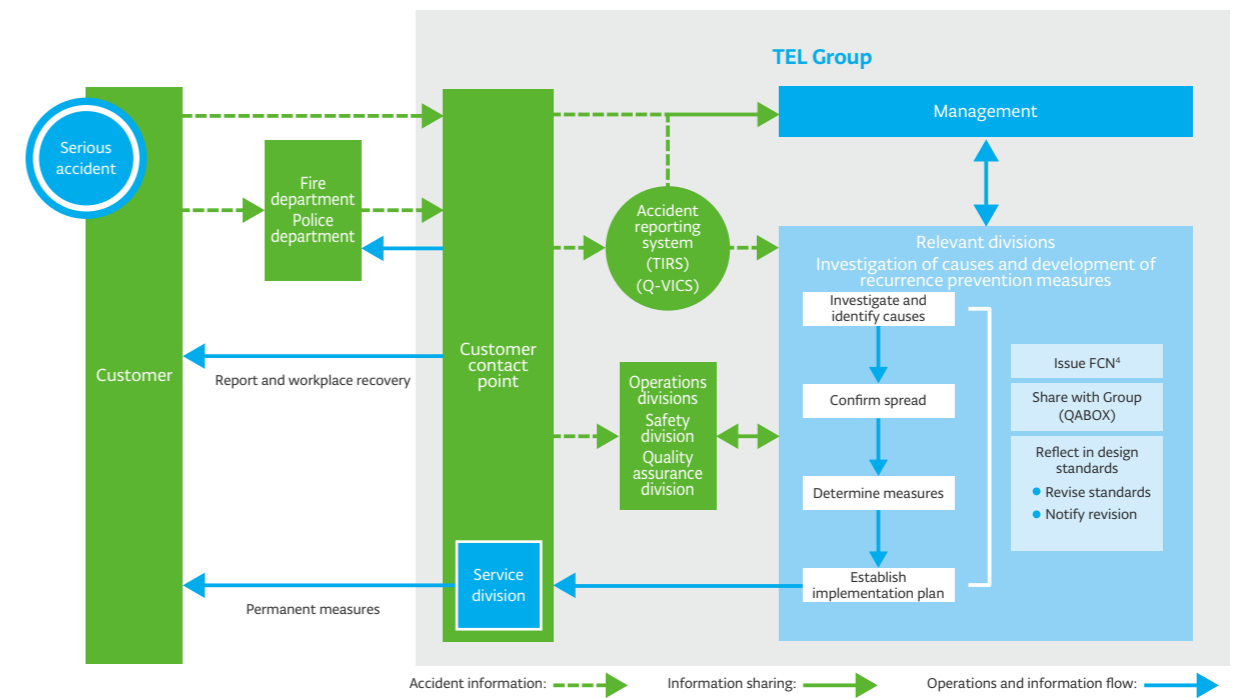 TEL Group
Serious
accident
Customer
Fire
department
Police
department
Customer
contact
point
Report and workplace recovery
Permanent measures
Service
division
Accident
reporting
system
(TIRS)
(Q-VICS)
Operations
divisions
Safety
division
Quality
assurance
division
Management
Relevant divisions
Investigation of causes and development of
recurrence prevention measures
Investigate and
identify causes
Confirm spread
Determine measures
Establish
implementation plan
Issue FCN⁴
Share with Group
(QABOX)
Reflect in design
standards
● Revise standards
● Notify revision
Accident information:
Information sharing:
Operations and information flow: